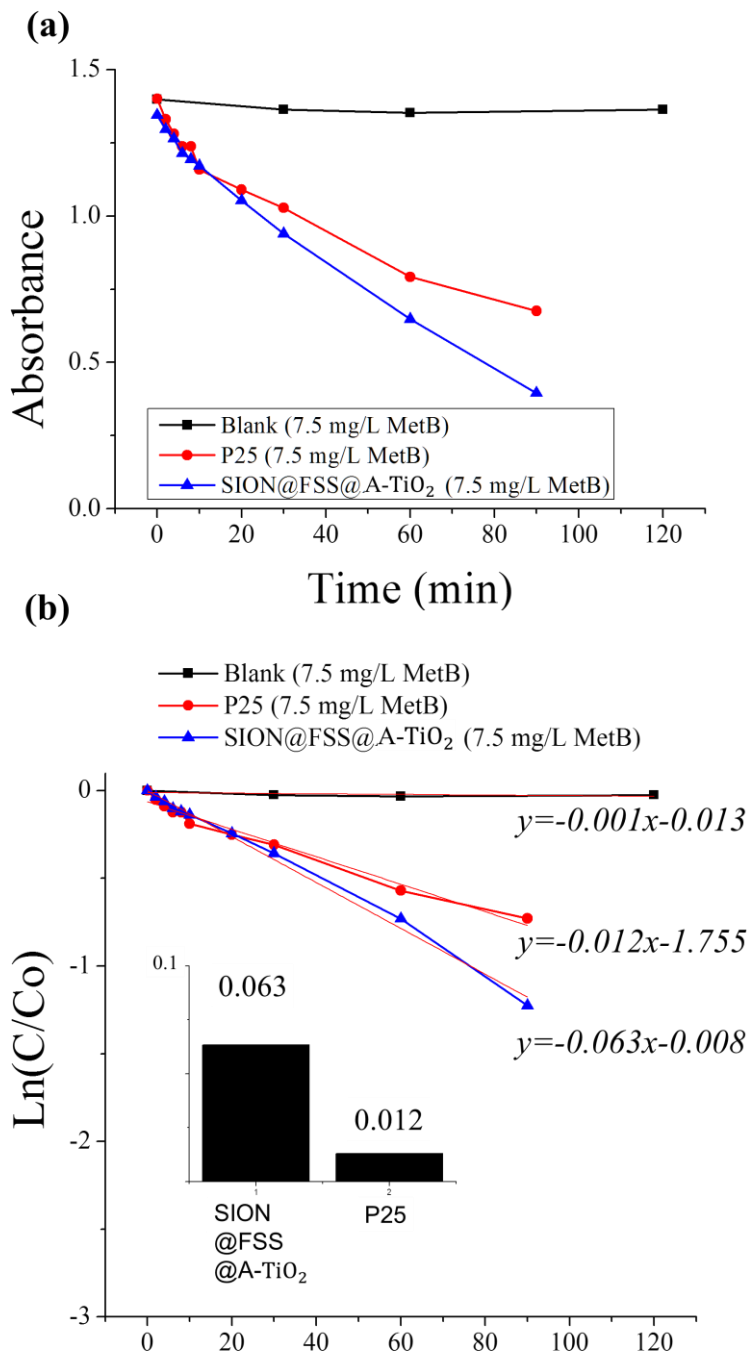 (a)
1.5
1.0
0.5
0.0
Absorbance
Blank (7.5 mg/L MetB)
P25 (7.5 mg/L MetB)
SION@FSS@A-TiO₂ (7.5 mg/L MetB)
0 20 40 60 80 100 120
Time (min)
(b)
Blank (7.5 mg/L MetB)
P25 (7.5 mg/L MetB)
SION@FSS@A-TiO₂ (7.5 mg/L MetB)
0
-1
-2
-3
Ln(C/Co)
y=-0.001x-0.013
y=-0.012x-1.755
y=-0.063x-0.008
0.1
0.063
0.012
1 2
SION
@FSS
@A-TiO₂
P25
0 20 40 60 80 100 120